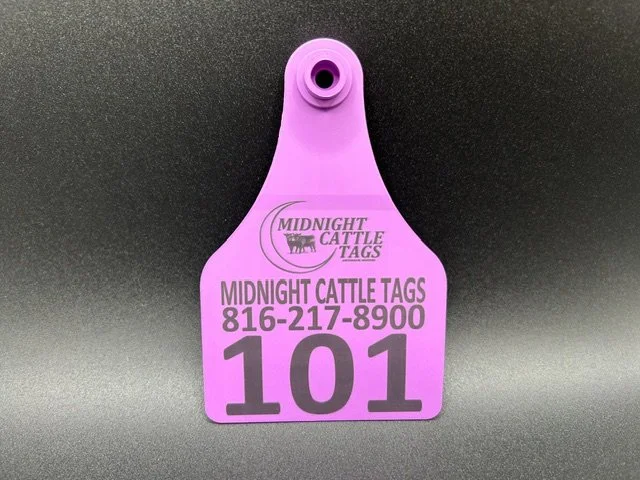 MIDNIGHT
CATTLE
TAGS
MIDNIGHT CATTLE TAGS
816-217-8900
101